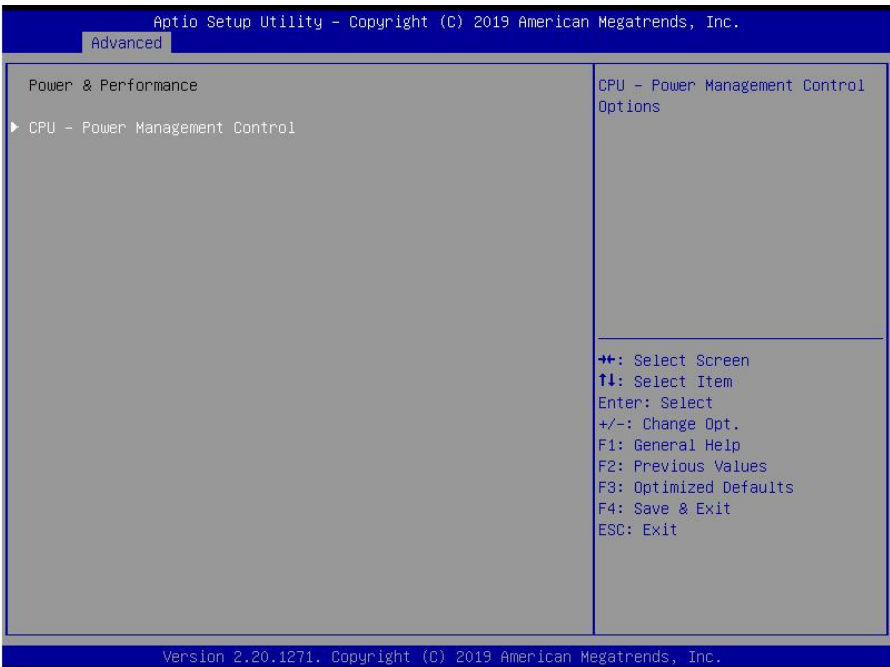 Aptio Setup Utility – Copyright (C) 2019 American Megatrends, Inc.
Advanced
Power & Performance
► CPU – Power Management Control
CPU – Power Management Control
Options
→←: Select Screen
↑↓: Select Item
Enter: Select
+/-: Change Opt.
F1: General Help
F2: Previous Values
F3: Optimized Defaults
F4: Save & Exit
ESC: Exit
Version 2.20.1271. Copyright (C) 2019 American Megatrends, Inc.